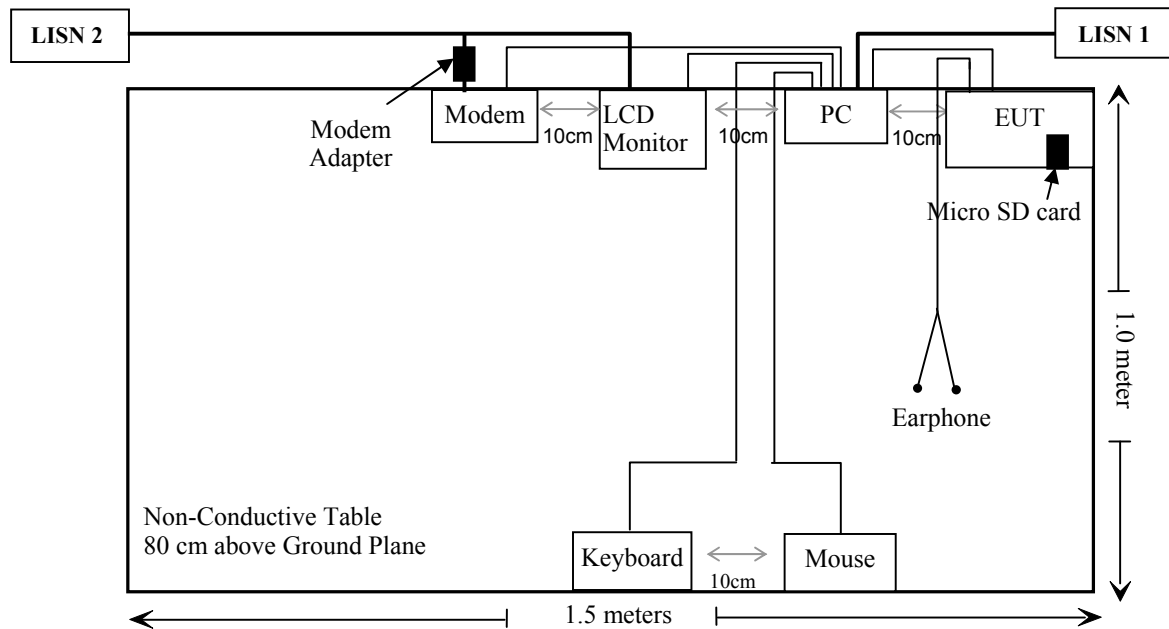 LISN 2
LISN 1
Modem
Adapter
Modem
10cm
LCD
Monitor
10cm
PC
10cm
EUT
Micro SD card
1.0 meter
Earphone
Non-Conductive Table
80 cm above Ground Plane
Keyboard
10cm
Mouse
1.5 meters